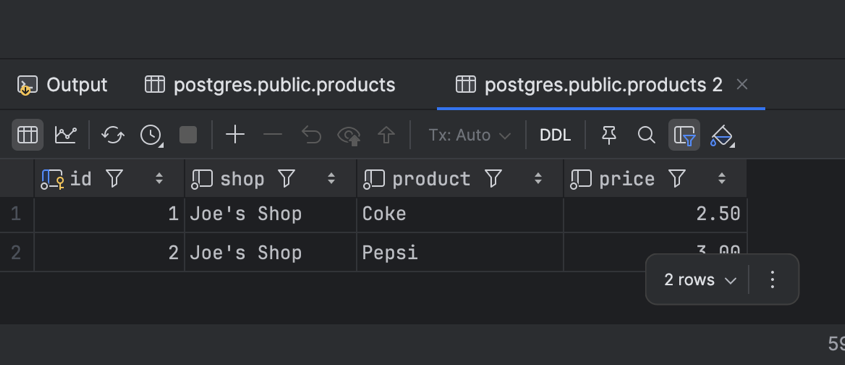 Output postgres.public.products postgres.public.products 2
Tx: Auto DDL
id shop product price
1 1 Joe's Shop Coke 2.50
2 2 Joe's Shop Pepsi 3.00
2 rows